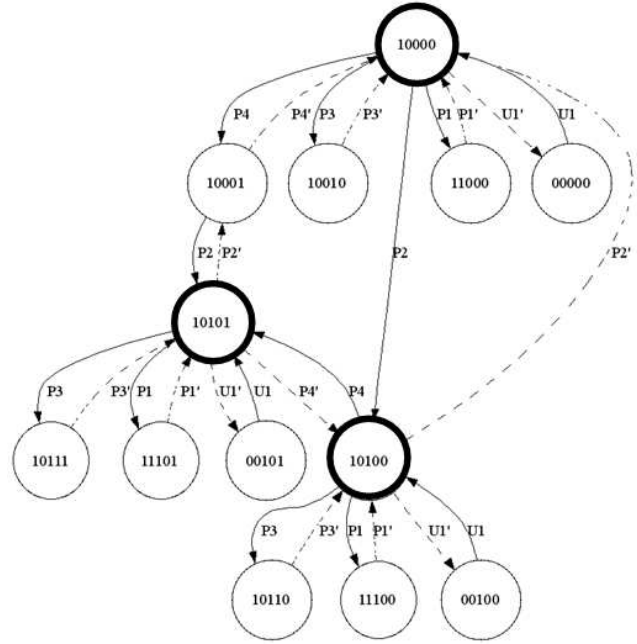 10000
P4 P4' P3 P3' P1 P1' U1' U1
10001 10010 11000 00000
P2 P2' P2 P2'
10101
P3 P3' P1 P1' U1' U1 P4' P4
10111 11101 00101 10100
P3 P3' P1 P1' U1' U1
10110 11100 00100